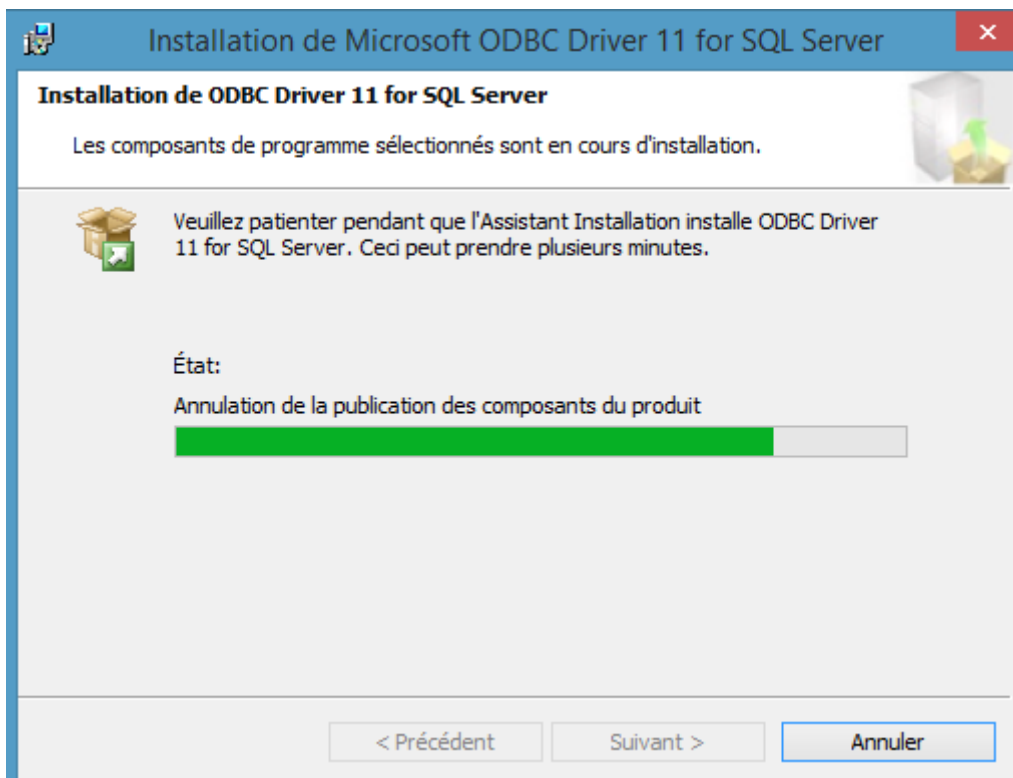 Installation de Microsoft ODBC Driver 11 for SQL Server
Installation de ODBC Driver 11 for SQL Server
Les composants de programme sélectionnés sont en cours d'installation.
Veuillez patienter pendant que l'Assistant Installation installe ODBC Driver
11 for SQL Server. Ceci peut prendre plusieurs minutes.
État:
Annulation de la publication des composants du produit
< Précédent
Suivant >
Annuler